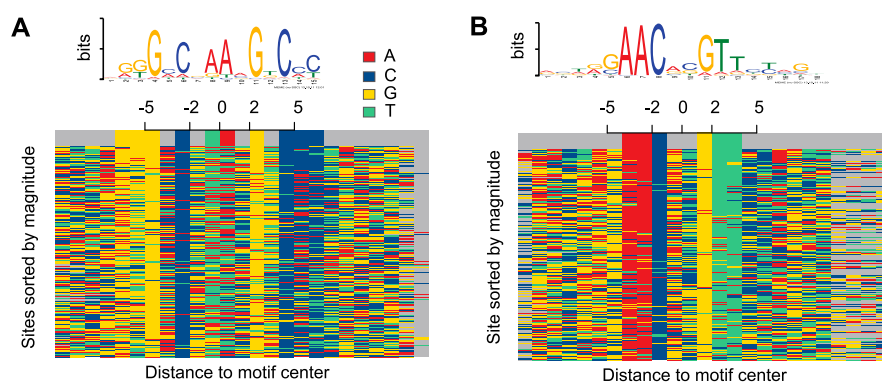 A
bits
G C A A G C C
A
C
G
T
-5 -2 0 2 5
Sites sorted by magnitude
Distance to motif center
B
bits
G A A C G T T
-5 -2 0 2 5
Site sorted by magnitude
Distance to motif center